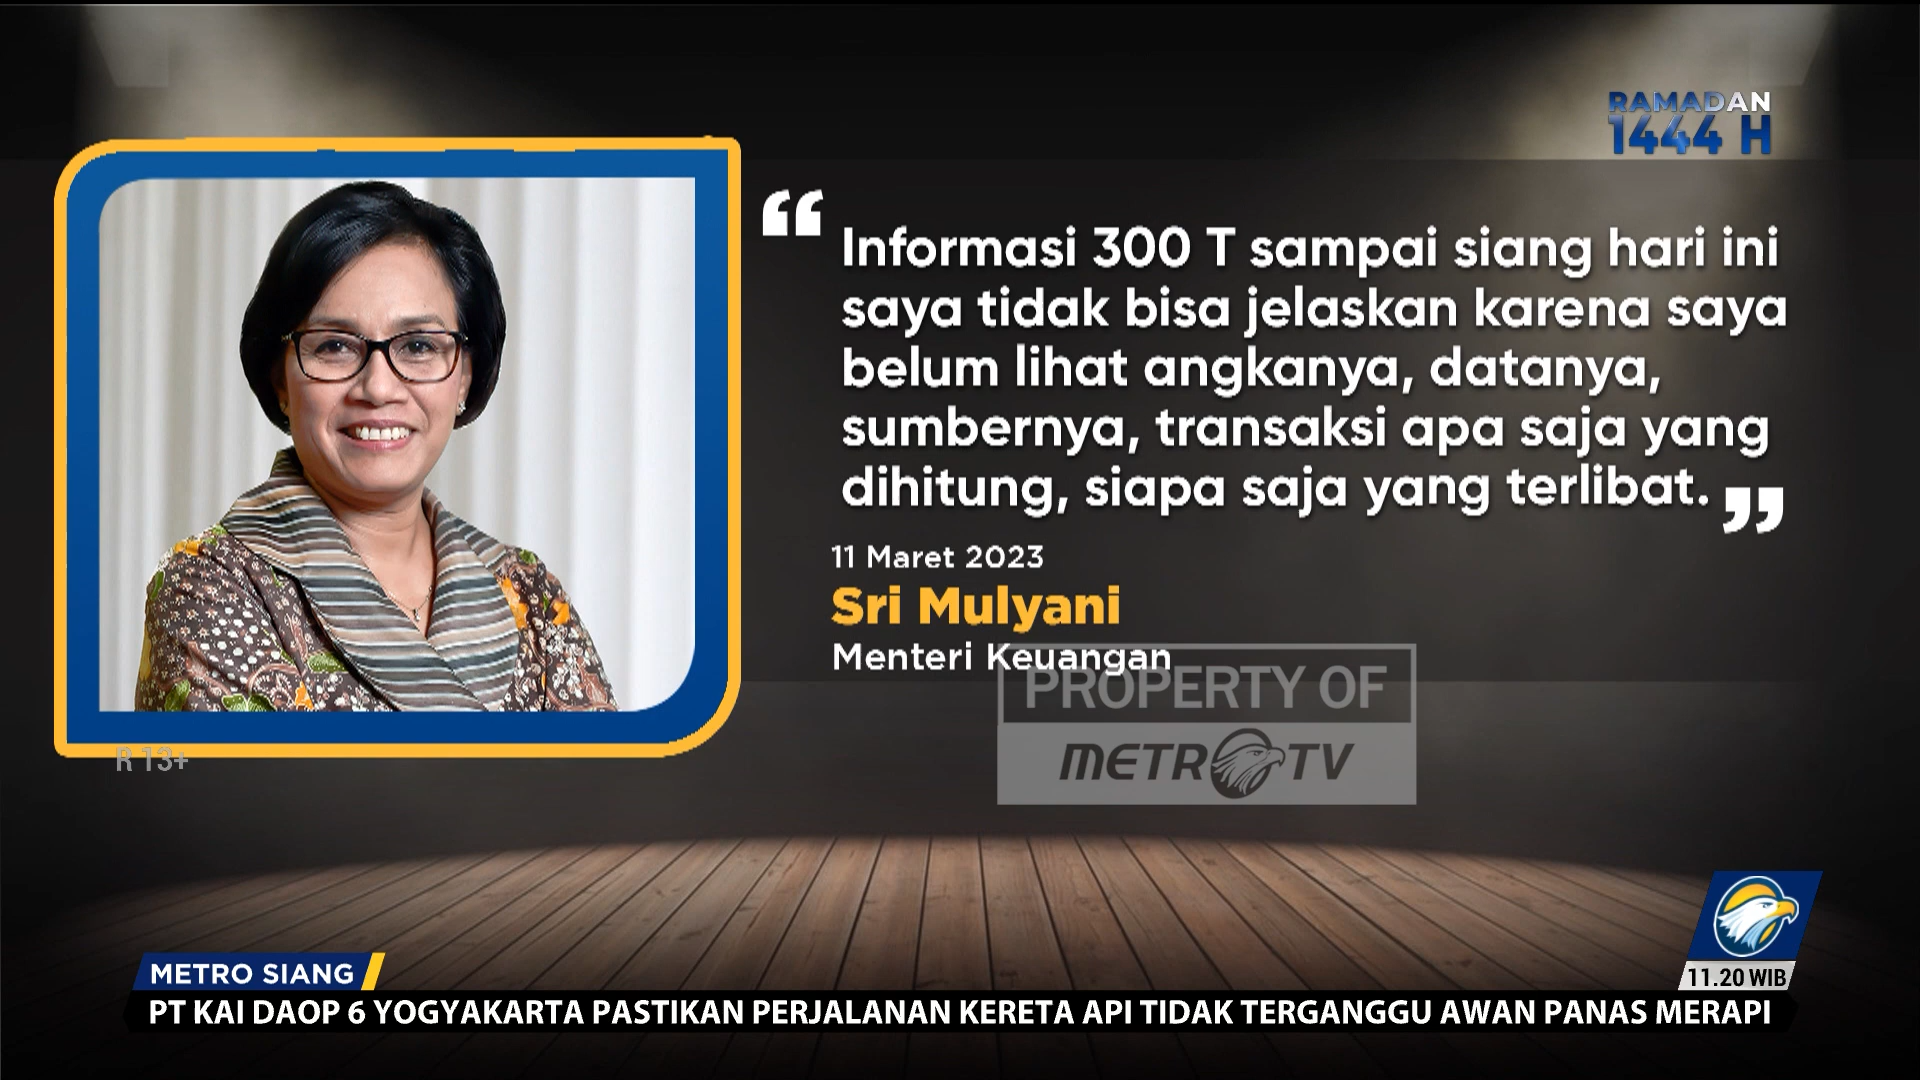 RAMADAN
1444 H
“
Informasi 300 T sampai siang hari ini
saya tidak bisa jelaskan karena saya
belum lihat angkanya, datanya,
sumbernya, transaksi apa saja yang
dihitung, siapa saja yang terlibat. ”
11 Maret 2023
Sri Mulyani
Menteri Keuangan
PROPERTY OF
METRO TV
R 13+
METRO SIANG
11.20 WIB
PT KAI DAOP 6 YOGYAKARTA PASTIKAN PERJALANAN KERETA API TIDAK TERGANGGU AWAN PANAS MERAPI